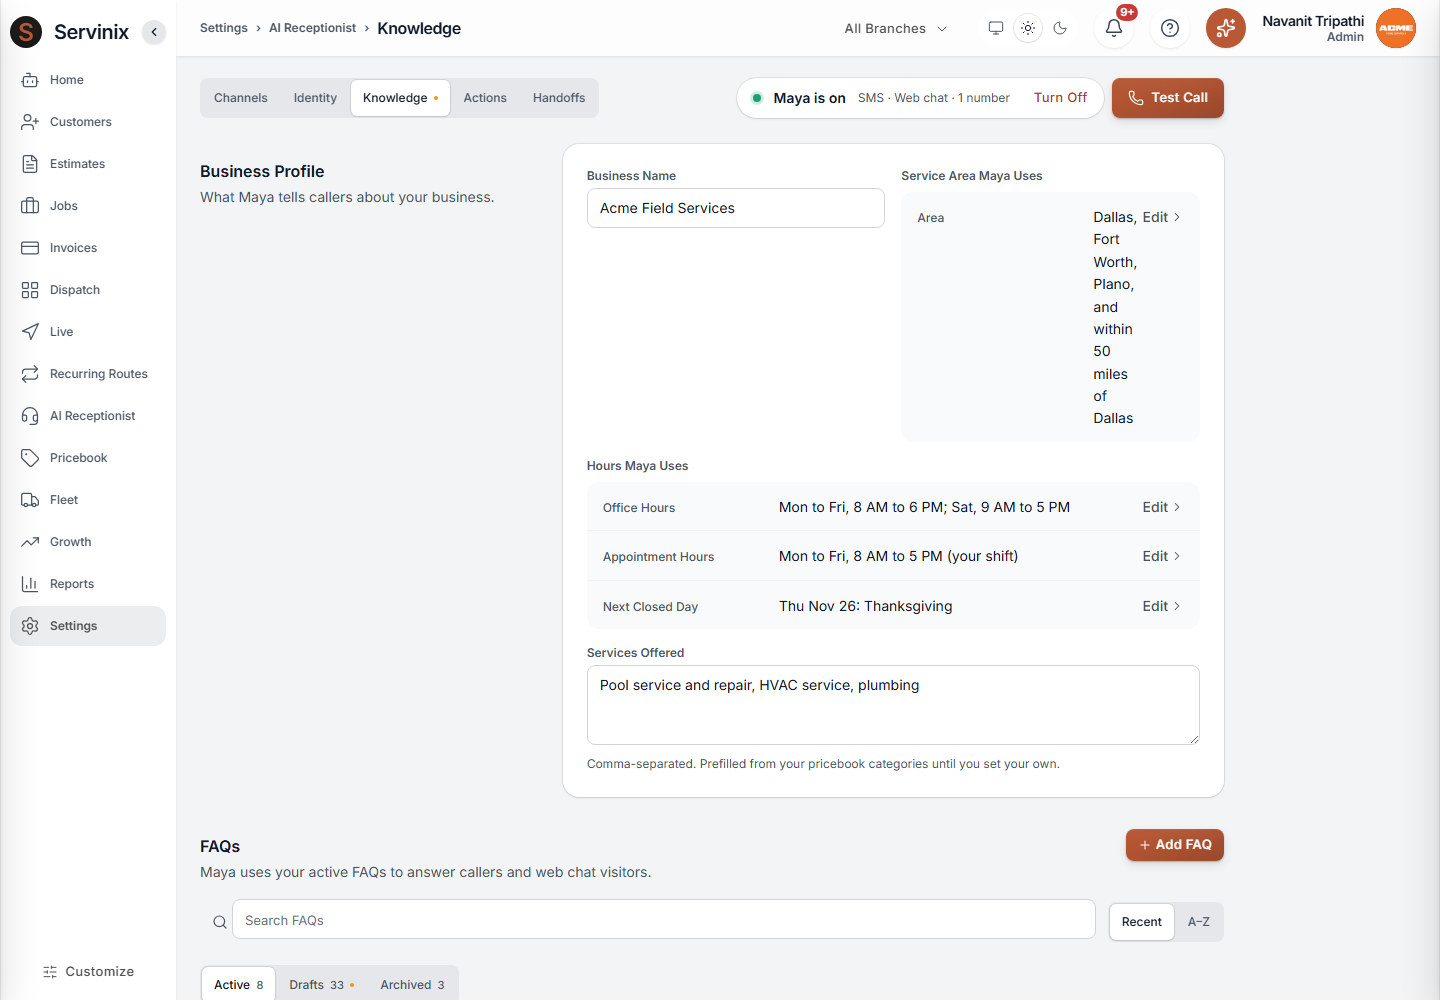 S Servinix
Settings › AI Receptionist › Knowledge
All Branches
9+
Navanit Tripathi
Admin
ACME
Home
Customers
Estimates
Jobs
Invoices
Dispatch
Live
Recurring Routes
AI Receptionist
Pricebook
Fleet
Growth
Reports
Settings
Customize
Channels Identity Knowledge Actions Handoffs
Maya is on SMS · Web chat · 1 number Turn Off
Test Call
Business Profile
What Maya tells callers about your business.
Business Name
Acme Field Services
Service Area Maya Uses
Area
Dallas,
Fort
Worth,
Plano,
and
within
50
miles
of
Dallas
Edit
Hours Maya Uses
Office Hours Mon to Fri, 8 AM to 6 PM; Sat, 9 AM to 5 PM Edit
Appointment Hours Mon to Fri, 8 AM to 5 PM (your shift) Edit
Next Closed Day Thu Nov 26: Thanksgiving Edit
Services Offered
Pool service and repair, HVAC service, plumbing
Comma-separated. Prefilled from your pricebook categories until you set your own.
FAQs
Maya uses your active FAQs to answer callers and web chat visitors.
+ Add FAQ
Search FAQs
Recent A–Z
Active 8 Drafts 33 Archived 3